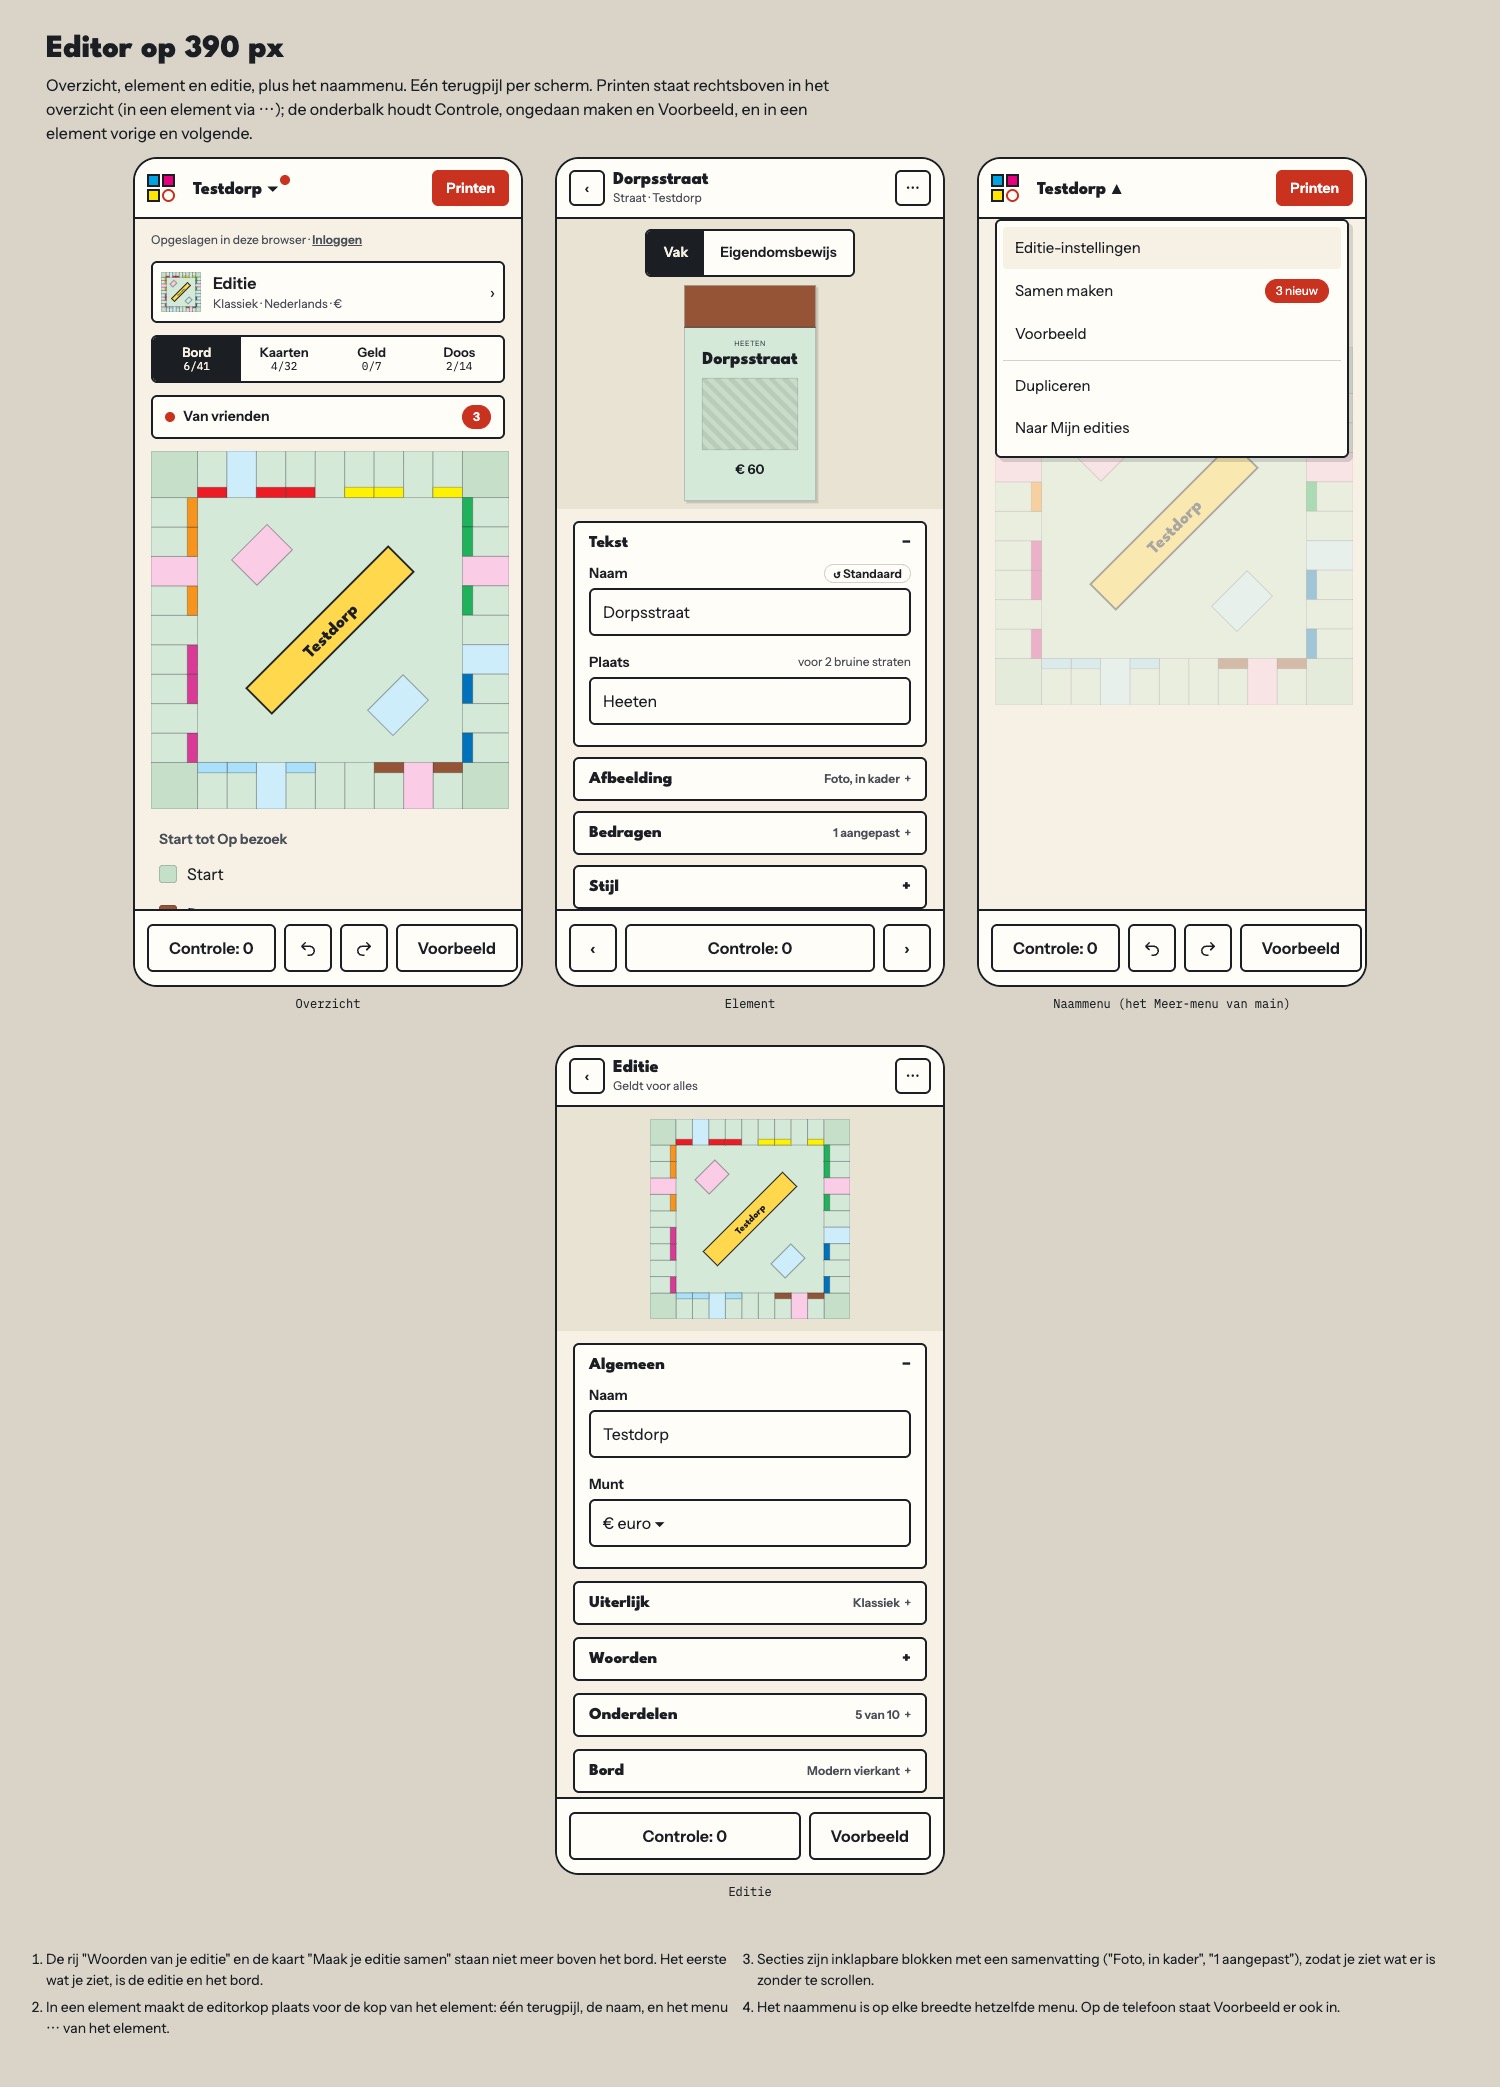 Editor op 390 px
Overzicht, element en editie, plus het naammenu. Eén terugpijl per scherm. Printen staat rechtsboven in het
overzicht (in een element via ···); de onderbalk houdt Controle, ongedaan maken en Voorbeeld, en in een
element vorige en volgende.
Testdorp
Printen
Opgeslagen in deze browser · Inloggen
Editie
Klassiek · Nederlands · €
Bord
6/41
Kaarten
4/32
Geld
0/7
Doos
2/14
Van vrienden
3
Testdorp
Start tot Op bezoek
Start
Controle: 0
Voorbeeld
Overzicht
Dorpsstraat
Straat · Testdorp
···
Vak
Eigendomsbewijs
HEETEN
Dorpsstraat
€ 60
Tekst
Naam
↺ Standaard
Dorpsstraat
Plaats
voor 2 bruine straten
Heeten
Afbeelding
Foto, in kader +
Bedragen
1 aangepast +
Stijl
+
Controle: 0
Element
Testdorp ▲
Printen
Editie-instellingen
Samen maken
3 nieuw
Voorbeeld
Dupliceren
Naar Mijn edities
Testdorp
Controle: 0
Voorbeeld
Naammenu (het Meer-menu van main)
Editie
Geldt voor alles
···
Testdorp
Algemeen
Naam
Testdorp
Munt
€ euro
Uiterlijk
Klassiek +
Woorden
+
Onderdelen
5 van 10 +
Bord
Modern vierkant +
Controle: 0
Voorbeeld
Editie
1. De rij "Woorden van je editie" en de kaart "Maak je editie samen" staan niet meer boven het bord. Het eerste
wat je ziet, is de editie en het bord.
2. In een element maakt de editorkop plaats voor de kop van het element: één terugpijl, de naam, en het menu
··· van het element.
3. Secties zijn inklapbare blokken met een samenvatting ("Foto, in kader", "1 aangepast"), zodat je ziet wat er is
zonder te scrollen.
4. Het naammenu is op elke breedte hetzelfde menu. Op de telefoon staat Voorbeeld er ook in.